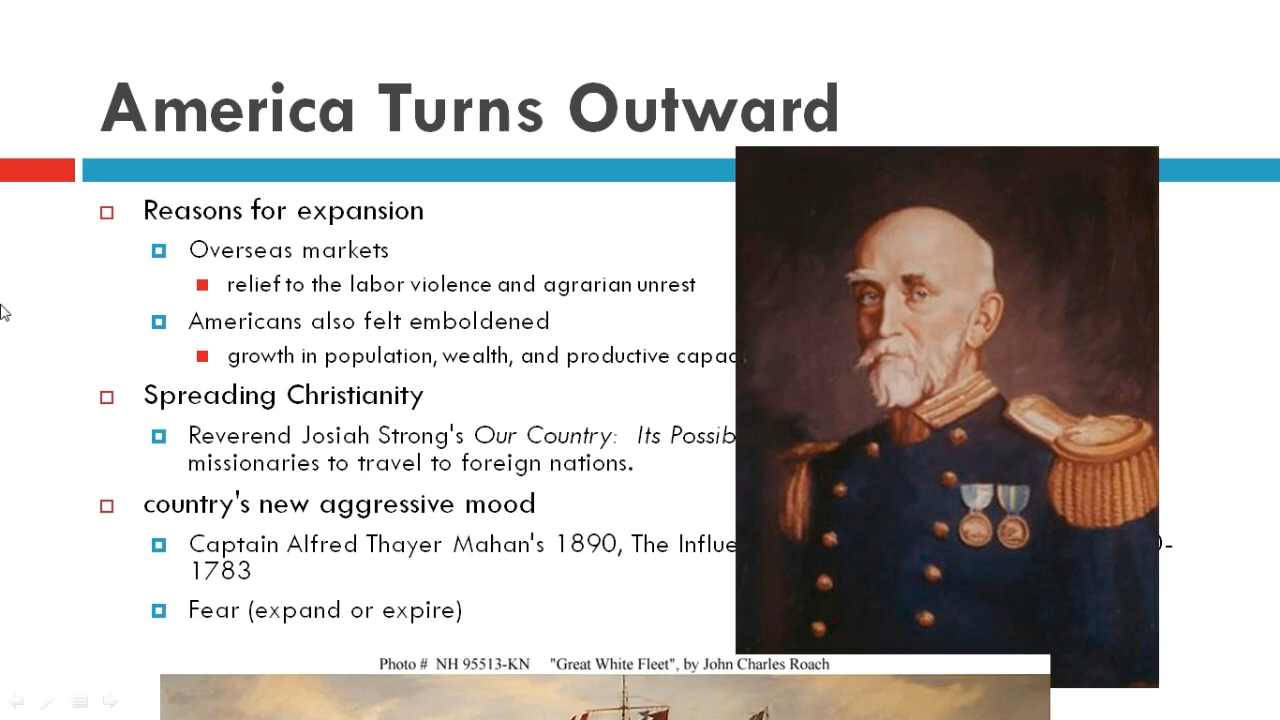 America Turns Outward
Reasons for expansion
Overseas markets
relief to the labor violence and agrarian unrest
Americans also felt emboldened
growth in population, wealth, and productive
Spreading Christianity
Reverend Josiah Strong's Our Country: Its
missionaries to travel to foreign nations.
country's new aggressive mood
Captain Alfred Thayer Mahan's 1890, The
1783
Fear (expand or expire)
Photo # NH 95513-KN "Great White Fleet", by John Charles Roach